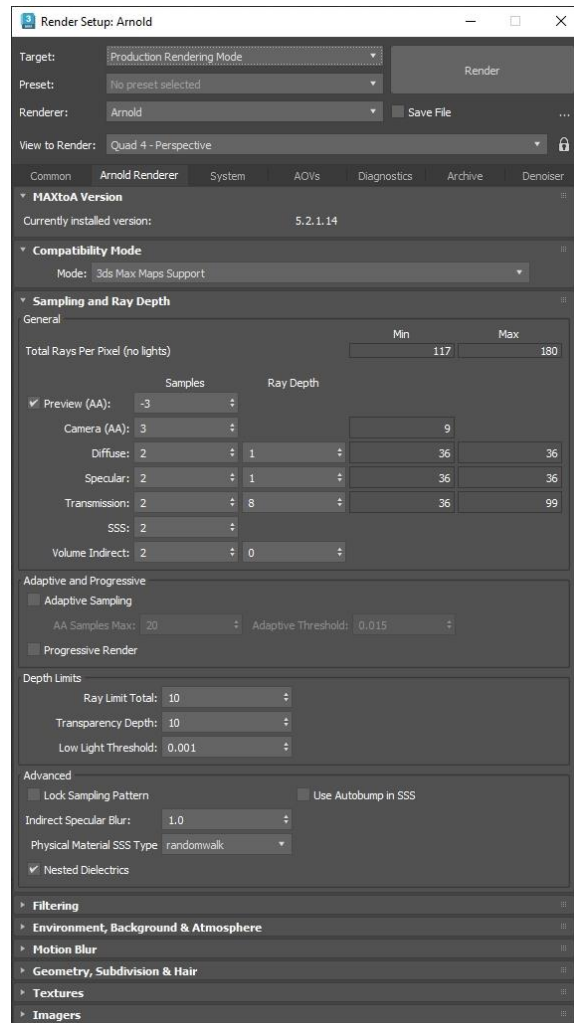 Render Setup: Arnold
Target: Production Rendering Mode
Render
Preset: No preset selected
Renderer: Arnold Save File ...
View to Render: Quad 4 - Perspective
Common Arnold Renderer System AOVs Diagnostics Archive Denoiser
MAXtoA Version
Currently installed version: 5.2.1.14
Compatibility Mode
Mode: 3ds Max Maps Support
Sampling and Ray Depth
General
Min Max
Total Rays Per Pixel (no lights) 117 180
Samples Ray Depth
Preview (AA): -3
Camera (AA): 3 9
Diffuse: 2 1 36 36
Specular: 2 1 36 36
Transmission: 2 8 36 99
SSS: 2
Volume Indirect: 2 0
Adaptive and Progressive
Adaptive Sampling
AA Samples Max: 20 Adaptive Threshold: 0.015
Progressive Render
Depth Limits
Ray Limit Total: 10
Transparency Depth: 10
Low Light Threshold: 0.001
Advanced
Lock Sampling Pattern Use Autobump in SSS
Indirect Specular Blur: 1.0
Physical Material SSS Type randomwalk
Nested Dielectrics
Filtering
Environment, Background & Atmosphere
Motion Blur
Geometry, Subdivision & Hair
Textures
Imagers